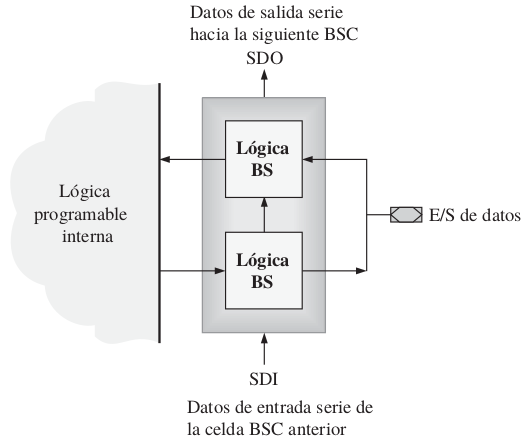 Datos de salida serie
hacia la siguiente BSC
SDO
Lógica
BS
Lógica
programable
interna
E/S de datos
Lógica
BS
SDI
Datos de entrada serie de
la celda BSC anterior